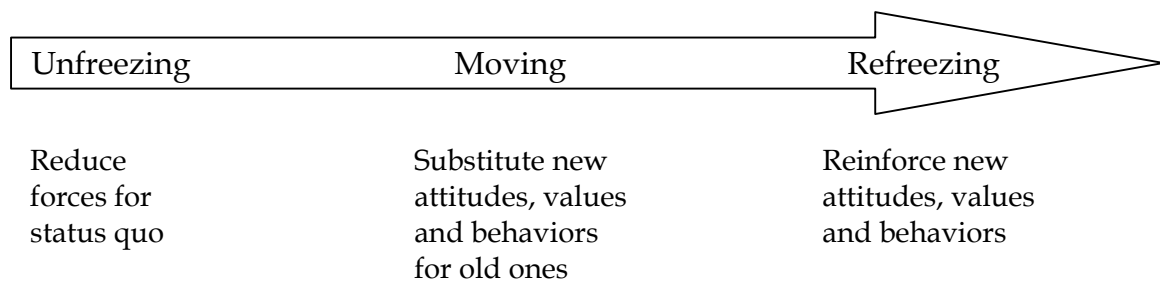 Unfreezing Moving Refreezing
Reduce
forces for
status quo
Substitute new
attitudes, values
and behaviors
for old ones
Reinforce new
attitudes, values
and behaviors